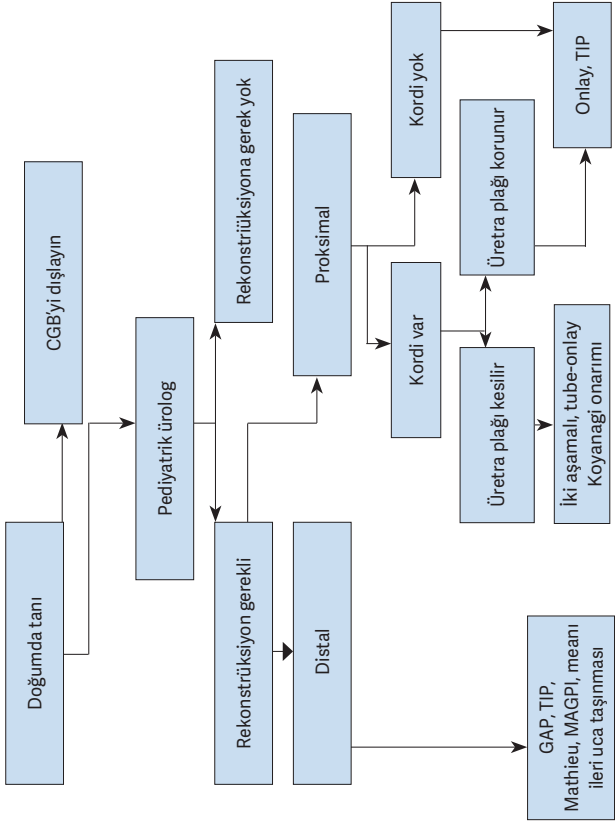 Doğumda tanı
CGB'yi dışlayın
Pediyatrik ürolog
Rekonstrüksiyon gerekli
Rekonstriüksiyona gerek yok
Distal
Proksimal
Kordi var
Kordi yok
Üretra plağı kesilir
Üretra plağı korunur
GAP, TIP,
Mathieu, MAGPI, meanı
ileri uca taşınması
İki aşamalı, tube-onlay
Koyanagi onarımı
Onlay, TIP